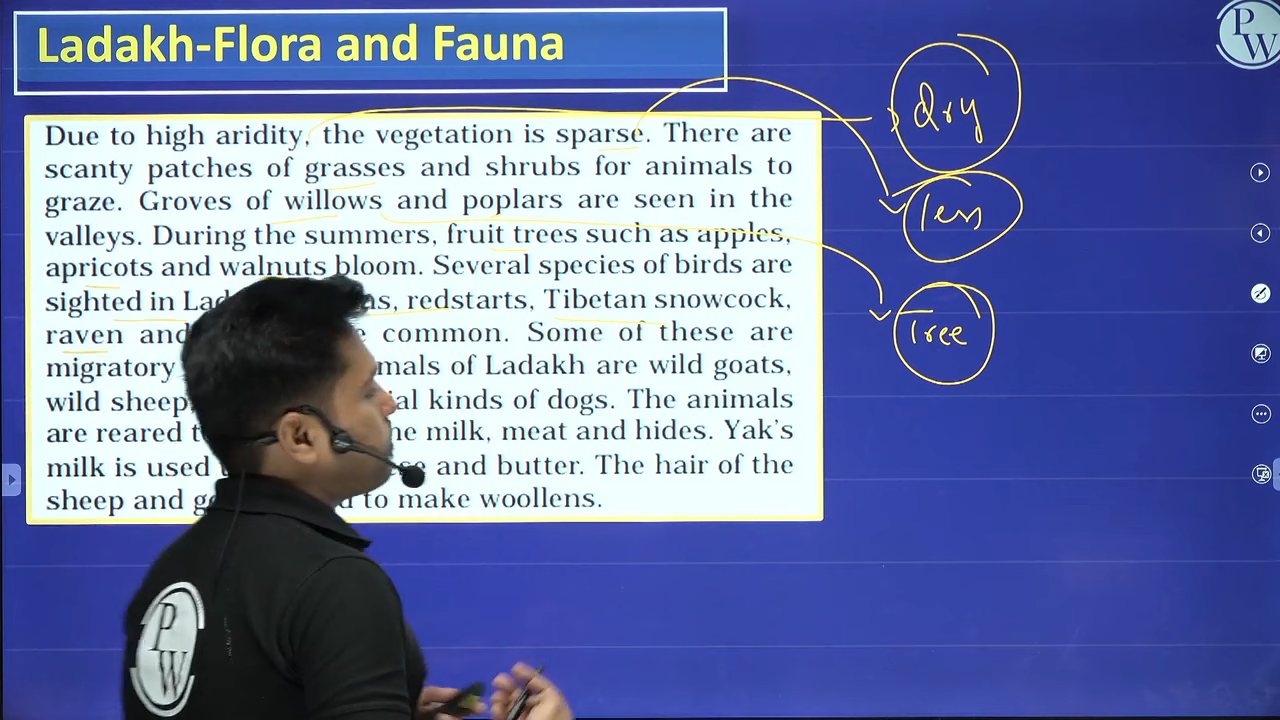 Ladakh-Flora and Fauna
PW
Due to high aridity, the vegetation is sparse. There are
scanty patches of grasses and shrubs for animals to
graze. Groves of willows and poplars are seen in the
valleys. During the summers, fruit trees such as apples,
apricots and walnuts bloom. Several species of birds are
sighted in redstarts, Tibetan snowcock,
raven and common. Some of these are
migratory of Ladakh are wild goats,
wild sheep, kinds of dogs. The animals
are reared milk, meat and hides. Yak's
milk is used and butter. The hair of the
sheep and to make woollens.
dry
less
Tree
PW